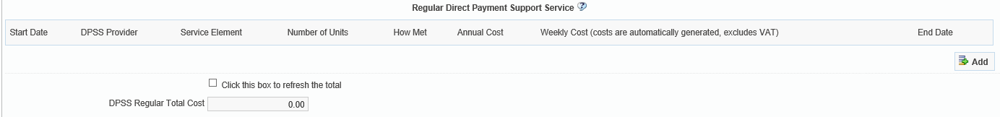 Regular Direct Payment Support Service ?
Start Date DPSS Provider Service Element Number of Units How Met Annual Cost Weekly Cost (costs are automatically generated, excludes VAT) End Date
Add
Click this box to refresh the total
DPSS Regular Total Cost 0.00